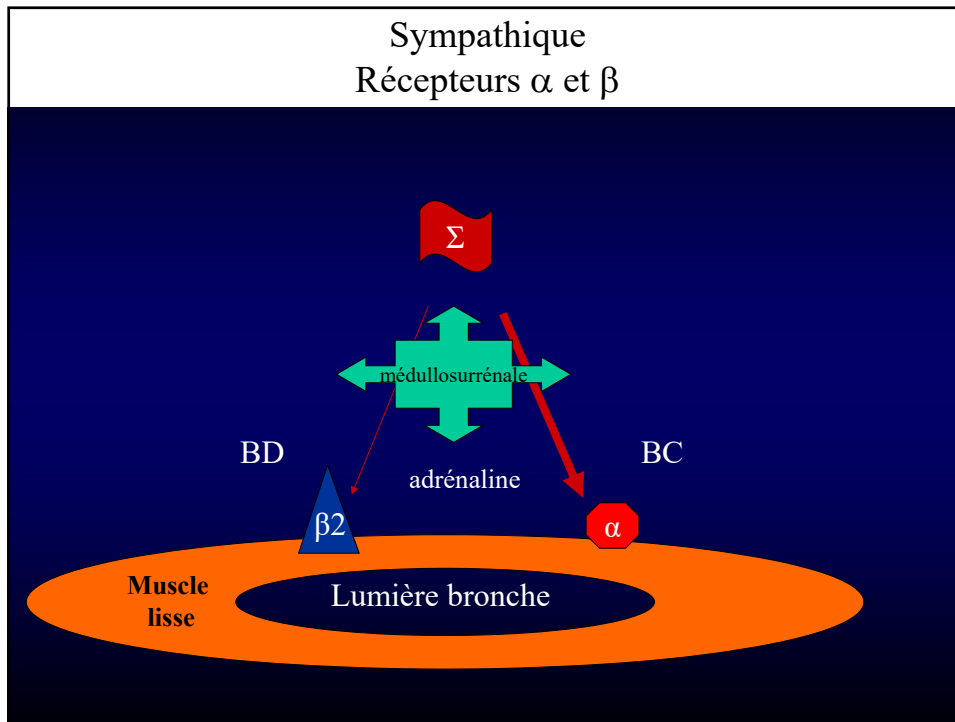 Sympathique
Récepteurs α et β
Σ
médullosurrénale
BD
BC
adrénaline
β2
α
Muscle
lisse
Lumière bronche